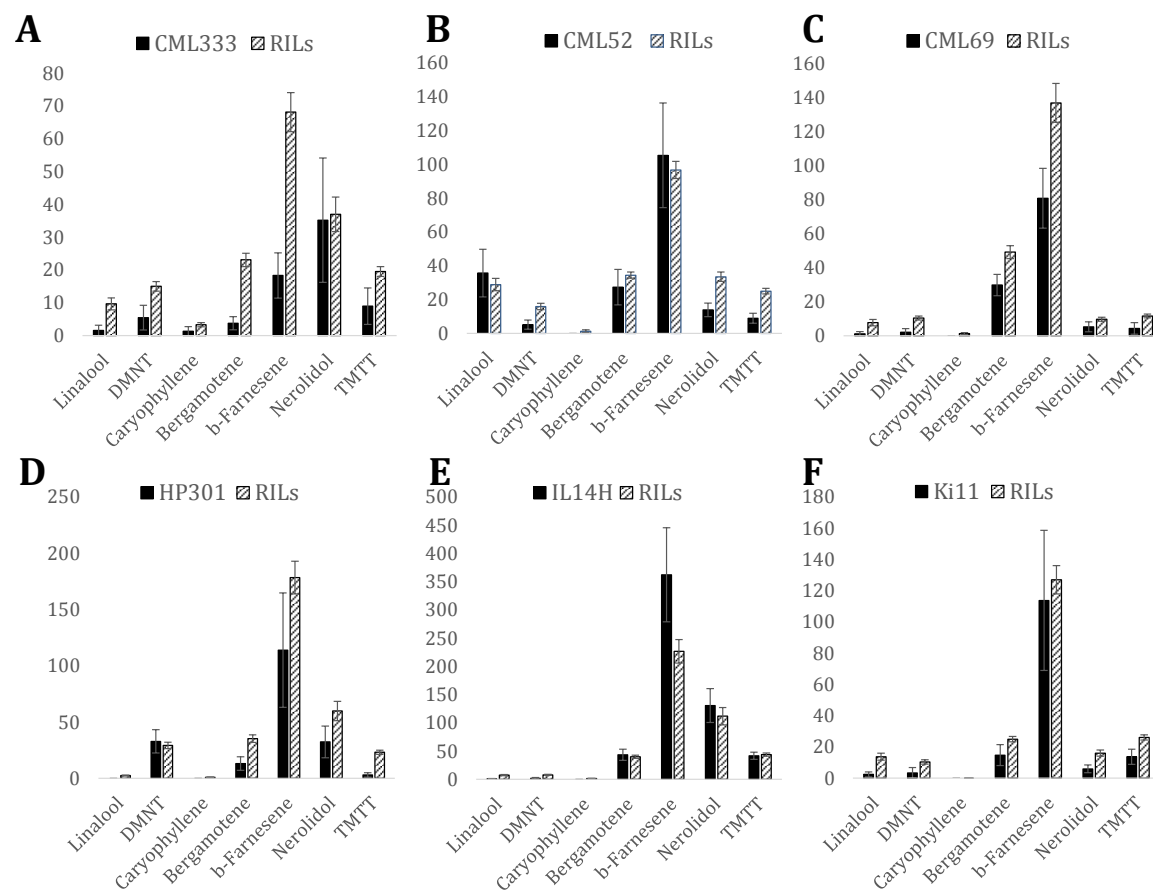 A
CML333 RILs
80
70
60
50
40
30
20
10
0
Linalool
DMNT
Caryophyllene
Bergamotene
b-Farnesene
Nerolidol
TMTT
B
CML52 RILs
160
140
120
100
80
60
40
20
0
Linalool
DMNT
Caryophyllene
Bergamotene
b-Farnesene
Nerolidol
TMTT
C
CML69 RILs
160
140
120
100
80
60
40
20
0
Linalool
DMNT
Caryophyllene
Bergamotene
b-Farnesene
Nerolidol
TMTT
D
HP301 RILs
250
200
150
100
50
0
Linalool
DMNT
Caryophyllene
Bergamotene
b-Farnesene
Nerolidol
TMTT
E
IL14H RILs
500
450
400
350
300
250
200
150
100
50
0
Linalool
DMNT
Caryophyllene
Bergamotene
b-Farnesene
Nerolidol
TMTT
F
Ki11 RILs
180
160
140
120
100
80
60
40
20
0
Linalool
DMNT
Caryophyllene
Bergamotene
b-Farnesene
Nerolidol
TMTT